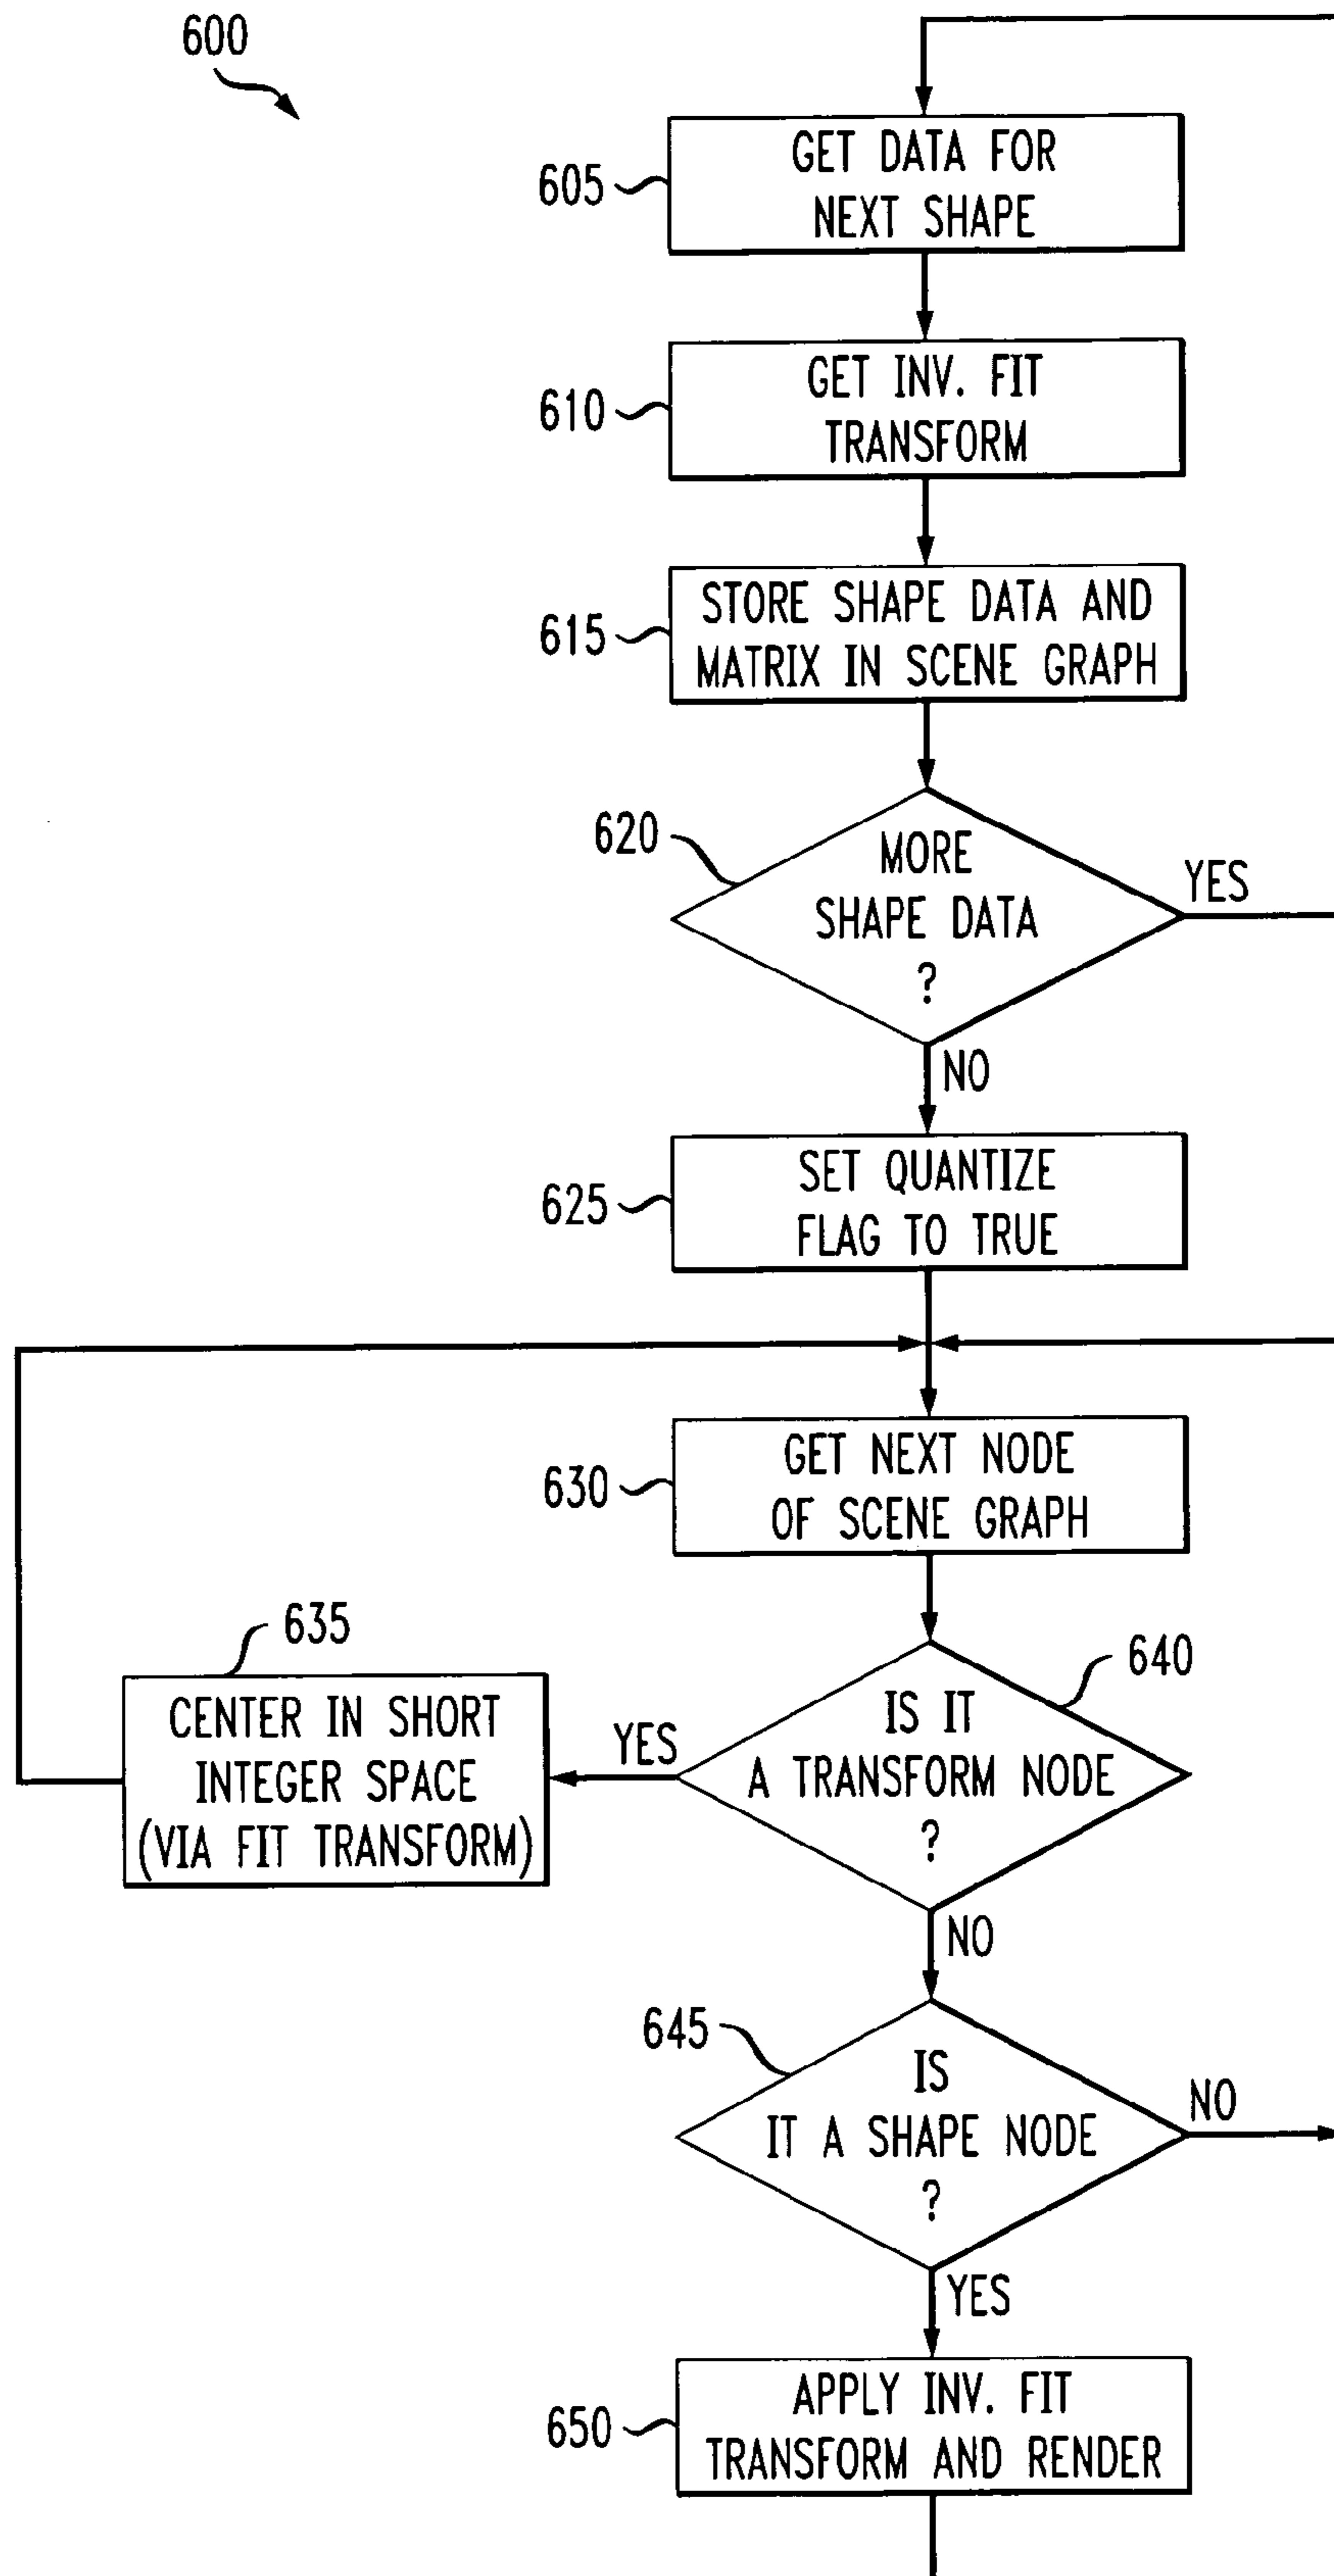 600
605
GET DATA FOR
NEXT SHAPE
610
GET INV. FIT
TRANSFORM
615
STORE SHAPE DATA AND
MATRIX IN SCENE GRAPH
620
MORE
SHAPE DATA
?
YES
NO
625
SET QUANTIZE
FLAG TO TRUE
630
GET NEXT NODE
OF SCENE GRAPH
635
CENTER IN SHORT
INTEGER SPACE
(VIA FIT TRANSFORM)
YES
640
IS IT
A TRANSFORM NODE
?
NO
645
IS
IT A SHAPE NODE
?
NO
YES
650
APPLY INV. FIT
TRANSFORM AND RENDER